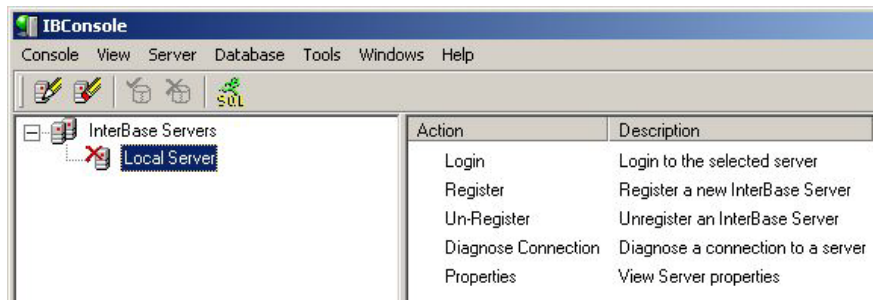 IBConsole
Console View Server Database Tools Windows Help
SQL
InterBase Servers
Local Server
Action Description
Login Login to the selected server
Register Register a new InterBase Server
Un-Register Unregister an InterBase Server
Diagnose Connection Diagnose a connection to a server
Properties View Server properties